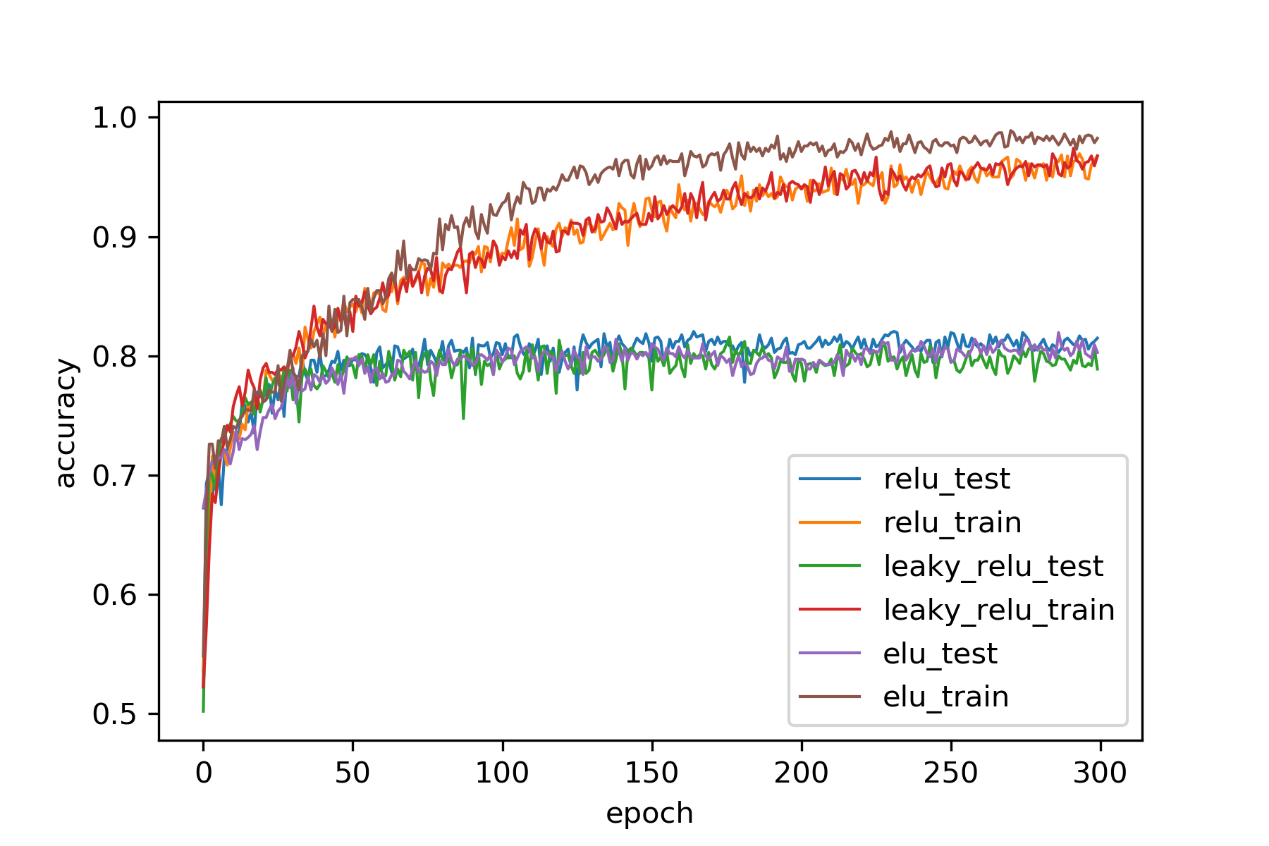 1.0
0.9
0.8
0.7
0.6
0.5
accuracy
relu_test
relu_train
leaky_relu_test
leaky_relu_train
elu_test
elu_train
0 50 100 150 200 250 300
epoch